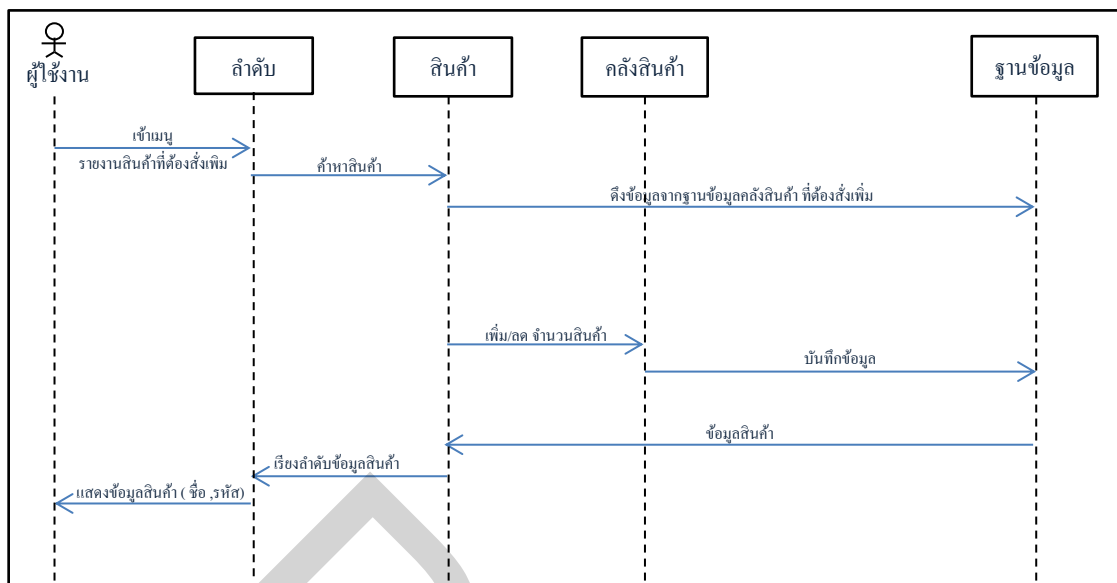 ผู้ใช้งาน
ลำดับ
สินค้า
คลังสินค้า
ฐานข้อมูล
เข้าเมนู
รายงานสินค้าที่ต้องสั่งเพิ่ม
ค้าหาสินค้า
ดึงข้อมูลจากฐานข้อมูลคลังสินค้า ที่ต้องสั่งเพิ่ม
เพิ่ม/ลด จำนวนสินค้า
บันทึกข้อมูล
ข้อมูลสินค้า
เรียงลำดับข้อมูลสินค้า
แสดงข้อมูลสินค้า ( ชื่อ ,รหัส)